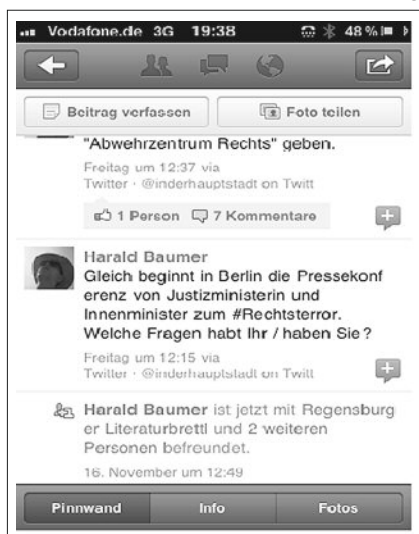 Vodafone.de 3G 19:38 48 %
Beitrag verfassen Foto teilen
"Abwehrzentrum Rechts" geben.
Freitag um 12:37 via
Twitter · @inderhauptstadt on Twitt
1 Person 7 Kommentare
Harald Baumer
Gleich beginnt in Berlin die Pressekonf
erenz von Justizministerin und
Innenminister zum #Rechtsterror.
Welche Fragen habt Ihr / haben Sie?
Freitag um 12:15 via
Twitter · @inderhauptstadt on Twitt
Harald Baumer ist jetzt mit Regensburg
er Literaturbrettl und 2 weiteren
Personen befreundet.
16. November um 12:49
Pinnwand Info Fotos